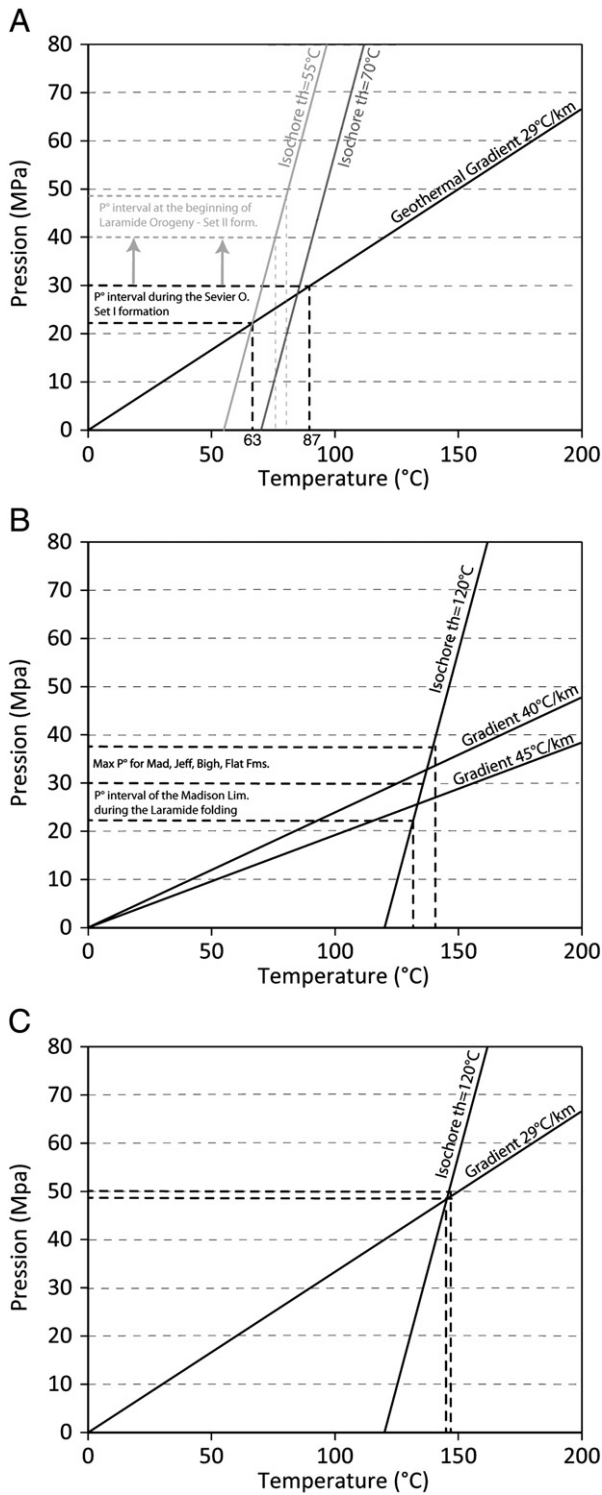 A
80
70
60
50
40
30
20
10
0
Pression (MPa)
Isochore th=55°C
Isochore th=70°C
Geothermal Gradient 29°C/km
P° interval at the beginning of
Laramide Orogeny - Set II form.
P° interval during the Sevier O.
Set I formation
0
50
63
87
100
150
200
Temperature (°C)
B
80
70
60
50
40
30
20
10
0
Pression (Mpa)
Isochore th=120°C
Gradient 40°C/km
Gradient 45°C/km
Max P° for Mad, Jeff, Bigh, Flat Fms.
P° interval of the Madison Lim.
during the Laramide folding
0
50
100
150
200
Temperature (°C)
C
80
70
60
50
40
30
20
10
0
Pression (Mpa)
Isochore th=120°C
Gradient 29°C/km
0
50
100
150
200
Temperature (°C)